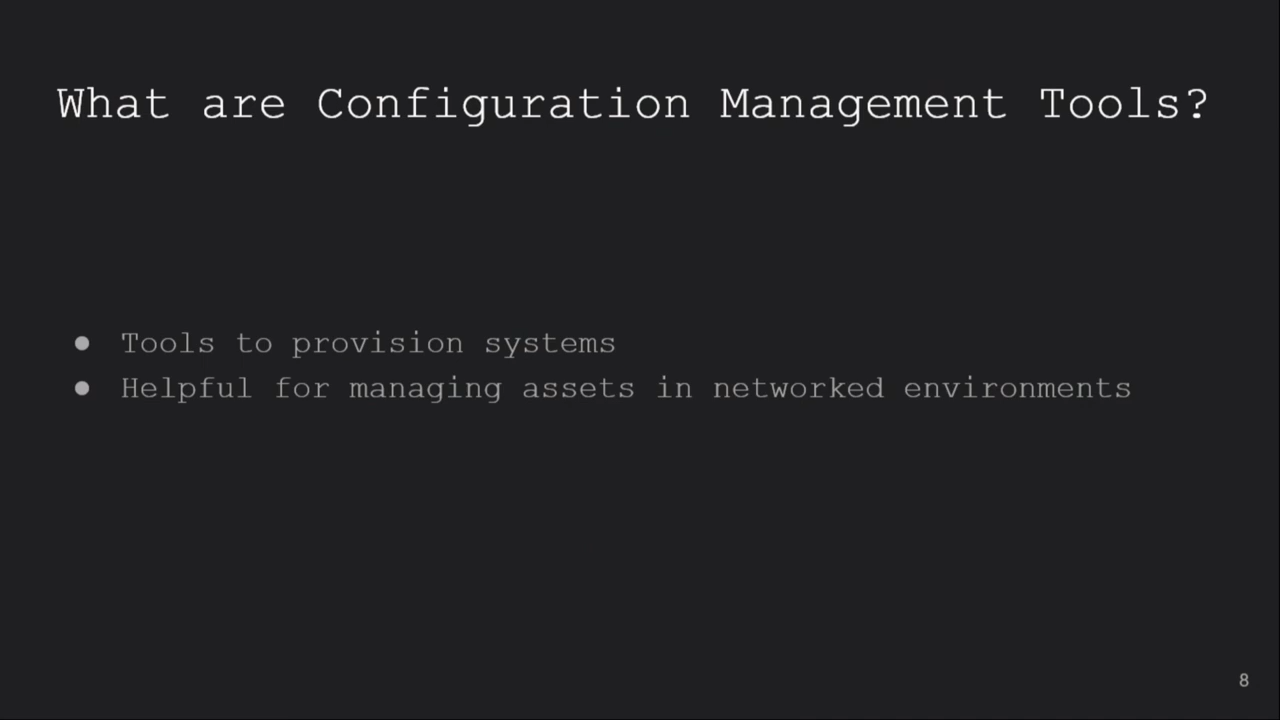 What are Configuration Management Tools?
● Tools to provision systems
● Helpful for managing assets in networked environments
8